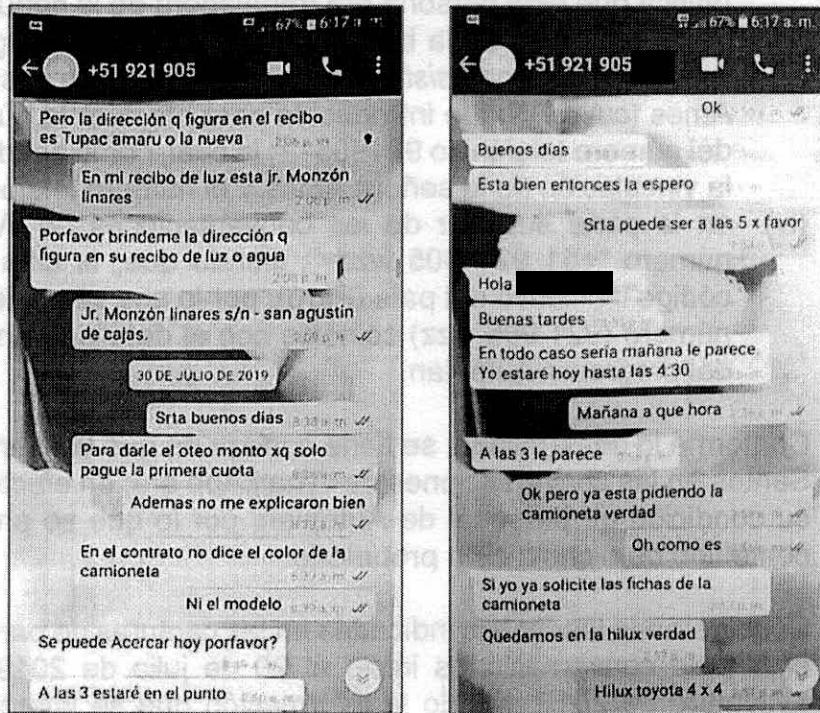 67% 6:17 a. m.
+51 921 905
Pero la dirección q figura en el recibo
es Tupac amaru o la nueva
En mi recibo de luz esta jr. Monzón
linares
Porfavor brindeme la dirección q
figura en su recibo de luz o agua
Jr. Monzón linares s/n - san agustin
de cajas.
30 DE JULIO DE 2019
Srta buenos dias
Para darle el oteo monto xq solo
pague la primera cuota
Ademas no me explicaron bien
En el contrato no dice el color de la
camioneta
Ni el modelo
Se puede Acercar hoy porfavor?
A las 3 estaré en el punto
67% 6:17 a. m.
+51 921 905
Ok
Buenos días
Esta bien entonces la espero
Srta puede ser a las 5 x favor
Hola
Buenas tardes
En todo caso sería mañana le parece.
Yo estaré hoy hasta las 4:30
Mañana a que hora
A las 3 le parece
Ok pero ya esta pidiendo la
camioneta verdad
Oh como es
Si yo ya solicite las fichas de la
camioneta
Quedamos en la hilux verdad
Hilux toyota 4 x 4